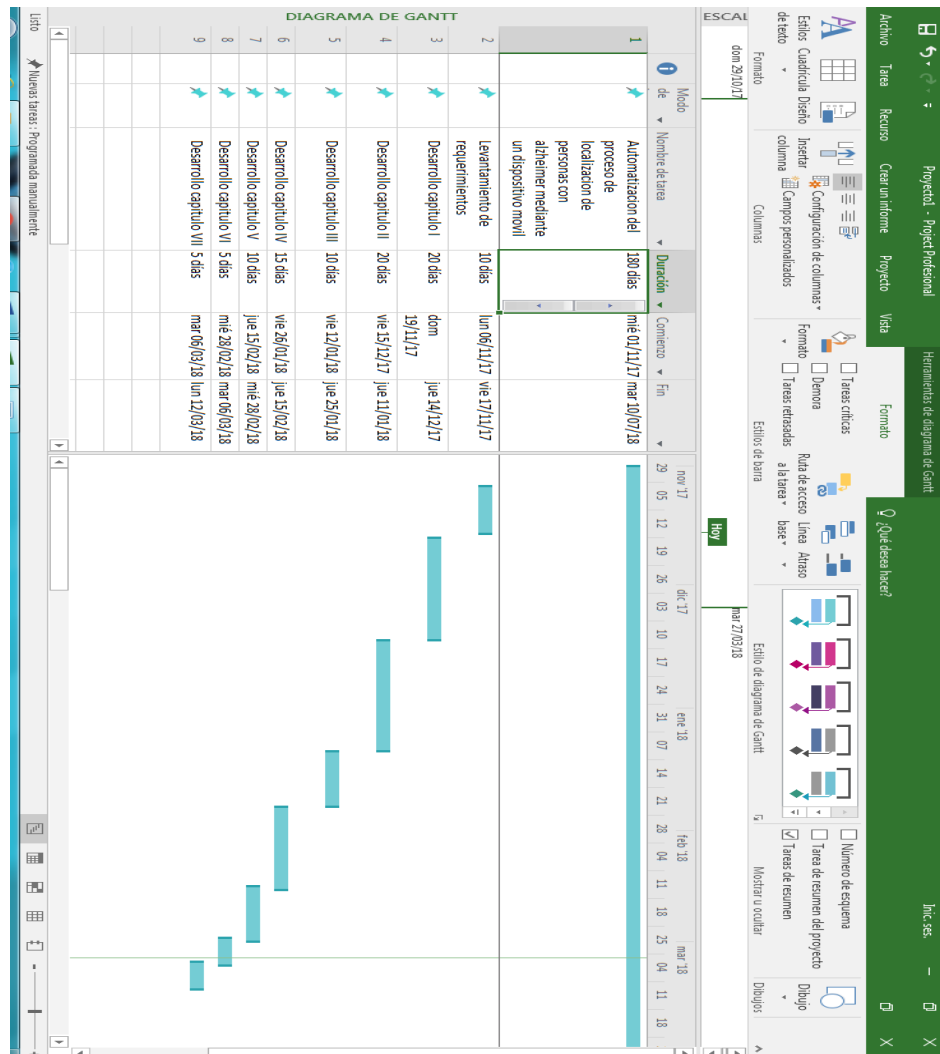 Proyecto1 - Project Profesional
Herramientas de diagrama de Gantt
Inic. ses.
Archivo Tarea Recurso Crear un informe Proyecto Vista Formato ¿Qué desea hacer?
Estilos de texto
Cuadrícula
Diseño
Formato
Insertar columna
Configuración de columnas
Campos personalizados
Columnas
Formato
Tareas críticas
Demora
Tareas retrasadas
Ruta de acceso a la tarea
Línea base
Atraso
Estilos de barra
Estilo de diagrama de Gantt
Número de esquema
Tarea de resumen del proyecto
Tareas de resumen
Mostrar u ocultar
Dibujo
Dibujos
ESCAL
dom 29/10/17
Hoy
mar 27/03/18
DIAGRAMA DE GANTT
Modo de
Nombre de tarea
Duración
Comienzo
Fin
nov '17 dic '17 ene '18 feb '18 mar '18
29 05 12 19 26 03 10 17 24 31 07 14 21 28 04 11 18 25 04 11 18
1 Automatizacion del 180 días mié 01/11/17 mar 10/07/18
proceso de
localizacion de
personas con
alzheimer mediante
un dispositivo movil
2 Levantamiento de 10 días lun 06/11/17 vie 17/11/17
requerimientos
3 Desarrollo capitulo I 20 días dom jue 14/12/17
19/11/17
4 Desarrollo capitulo II 20 días vie 15/12/17 jue 11/01/18
5 Desarrollo capitulo III 10 días vie 12/01/18 jue 25/01/18
6 Desarrollo capitulo IV 15 días vie 26/01/18 jue 15/02/18
7 Desarrollo capitulo V 10 días jue 15/02/18 mié 28/02/18
8 Desarrollo capitulo VI 5 días mié 28/02/18 mar 06/03/18
9 Desarrollo capitulo VII 5 días mar 06/03/18 lun 12/03/18
Listo
Nuevas tareas : Programada manualmente